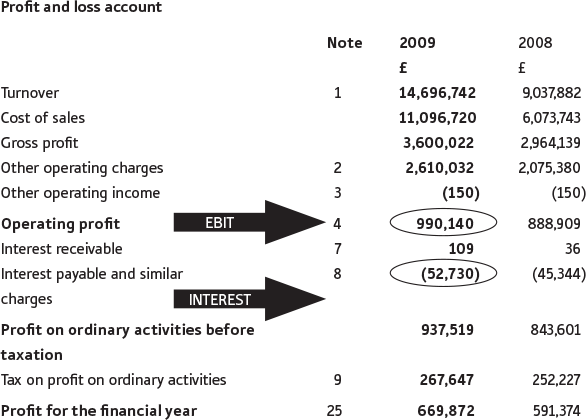 Profit and loss account
Note 2009 2008
£ £
Turnover 1 14,696,742 9,037,882
Cost of sales 11,096,720 6,073,743
Gross profit 3,600,022 2,964,139
Other operating charges 2 2,610,032 2,075,380
Other operating income 3 (150) (150)
Operating profit EBIT 4 990,140 888,909
Interest receivable 7 109 36
Interest payable and similar 8 (52,730) (45,344)
charges INTEREST
Profit on ordinary activities before 937,519 843,601
taxation
Tax on profit on ordinary activities 9 267,647 252,227
Profit for the financial year 25 669,872 591,374